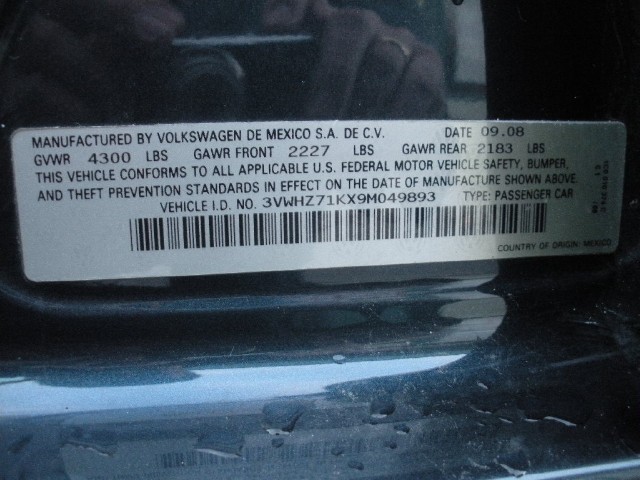 MANUFACTURED BY VOLKSWAGEN DE MEXICO S.A. DE C.V. DATE 09.08
GVWR 4300 LBS GAWR FRONT 2227 LBS GAWR REAR 2183 LBS
THIS VEHICLE CONFORMS TO ALL APPLICABLE U.S. FEDERAL MOTOR VEHICLE SAFETY, BUMPER,
AND THEFT PREVENTION STANDARDS IN EFFECT ON THE DATE OF MANUFACTURE SHOWN ABOVE.
VEHICLE I.D. NO. 3VWHZ71KX9M049893 TYPE: PASSENGER CAR
COUNTRY OF ORIGIN: MEXICO